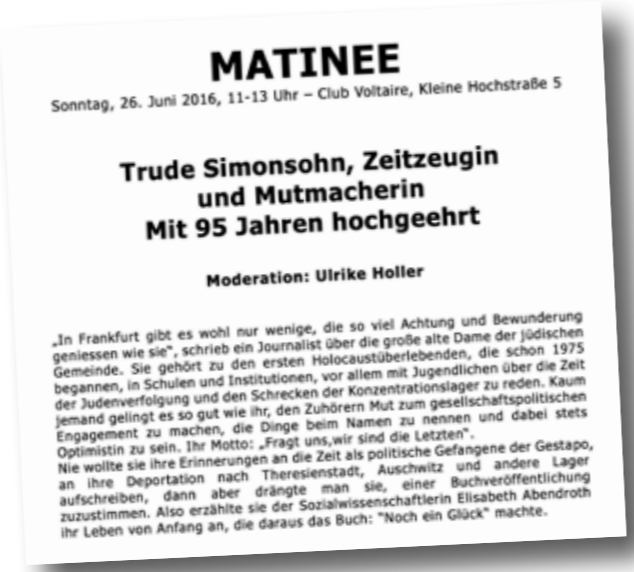 MATINEE
Sonntag, 26. Juni 2016, 11-13 Uhr – Club Voltaire, Kleine Hochstraße 5
Trude Simonsohn, Zeitzeugin
und Mutmacherin
Mit 95 Jahren hochgeehrt
Moderation: Ulrike Holler
„In Frankfurt gibt es wohl nur wenige, die so viel Achtung und Bewunderung
geniessen wie sie", schrieb ein Journalist über die große alte Dame der jüdischen
Gemeinde. Sie gehört zu den ersten Holocaustüberlebenden, die schon 1975
begannen, in Schulen und Institutionen, vor allem mit Jugendlichen über die Zeit
der Judenverfolgung und den Schrecken der Konzentrationslager zu reden. Kaum
jemand gelingt es so gut wie ihr, den Zuhörern Mut zum gesellschaftspolitischen
Engagement zu machen, die Dinge beim Namen zu nennen und dabei stets
Optimistin zu sein. Ihr Motto: „Fragt uns,wir sind die Letzten".
Nie wollte sie ihre Erinnerungen an die Zeit als politische Gefangene der Gestapo,
an ihre Deportation nach Theresienstadt, Auschwitz und andere Lager
aufschreiben, dann aber drängte man sie, einer Buchveröffentlichung
zuzustimmen. Also erzählte sie der Sozialwissenschaftlerin Elisabeth Abendroth
ihr Leben von Anfang an, die daraus das Buch: "Noch ein Glück" machte.